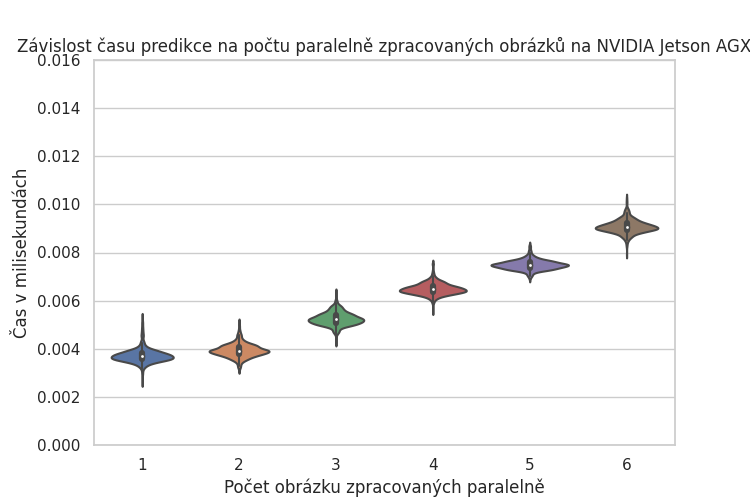 Závislost času predikce na počtu paralelně zpracovaných obrázků na NVIDIA Jetson AGX
0.016
0.014
0.012
0.010
0.008
0.006
0.004
0.002
0.000
Čas v milisekundách
1 2 3 4 5 6
Počet obrázku zpracovaných paralelně